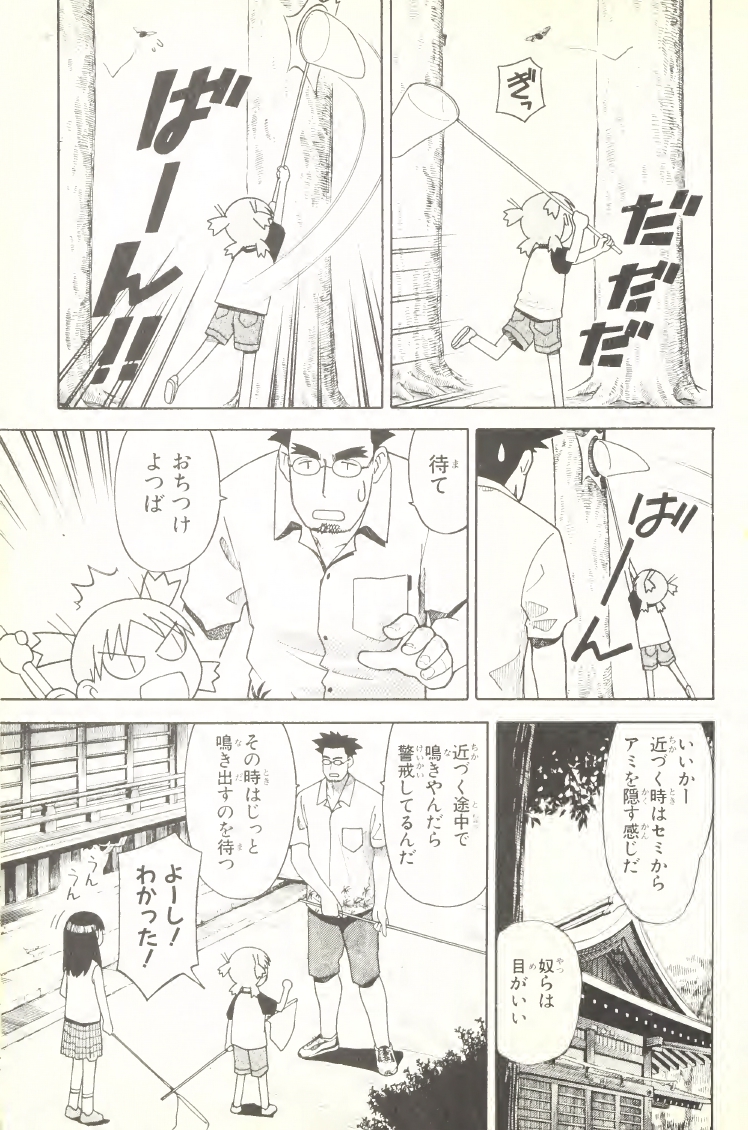 ぎくっ
だだだ
ばーん!!
ばーん
待て
おちつけ
よつば
いいかー
近づく時はセミから
アミを隠す感じだ
奴らは
目がいい
近づく途中で
鳴きやんだら
警戒してるんだ
その時はじっと
鳴き出すのを待つ
よーし!
わかった!
うん
うん